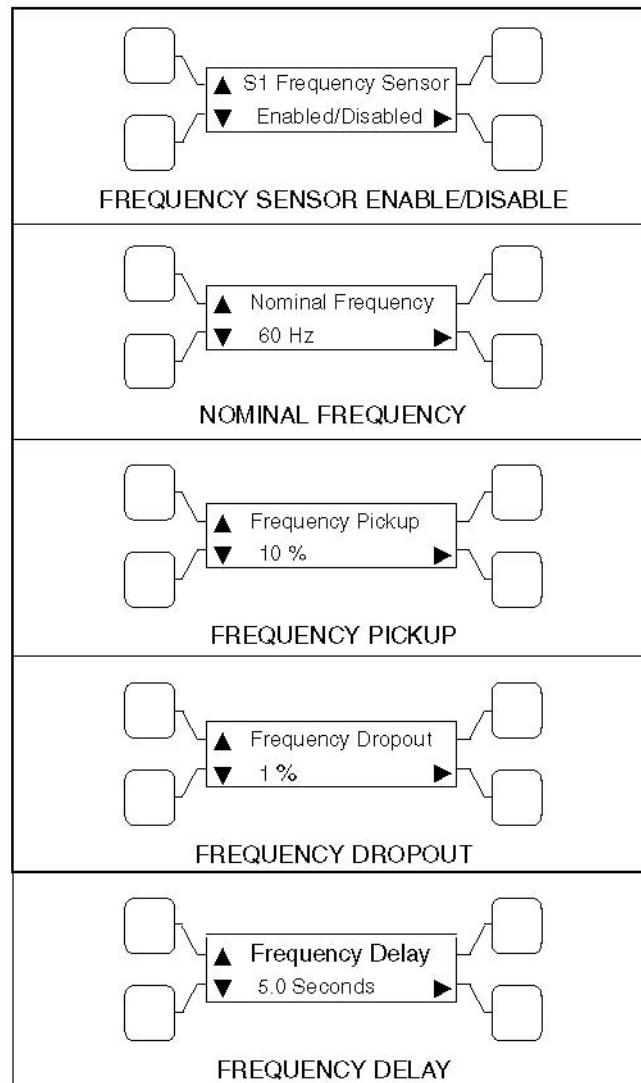 ▲ S1 Frequency Sensor
▼ Enabled/Disabled ▶
FREQUENCY SENSOR ENABLE/DISABLE
▲ Nominal Frequency
▼ 60 Hz ▶
NOMINAL FREQUENCY
▲ Frequency Pickup
▼ 10 % ▶
FREQUENCY PICKUP
▲ Frequency Dropout
▼ 1 % ▶
FREQUENCY DROPOUT
▲ Frequency Delay
▼ 5.0 Seconds ▶
FREQUENCY DELAY